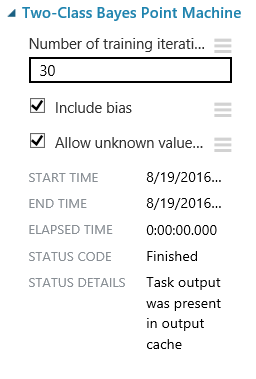 Two-Class Bayes Point Machine
Number of training iterati...
30
Include bias
Allow unknown value...
START TIME 8/19/2016...
END TIME 8/19/2016...
ELAPSED TIME 0:00:00.000
STATUS CODE Finished
STATUS DETAILS Task output
was present
in output
cache